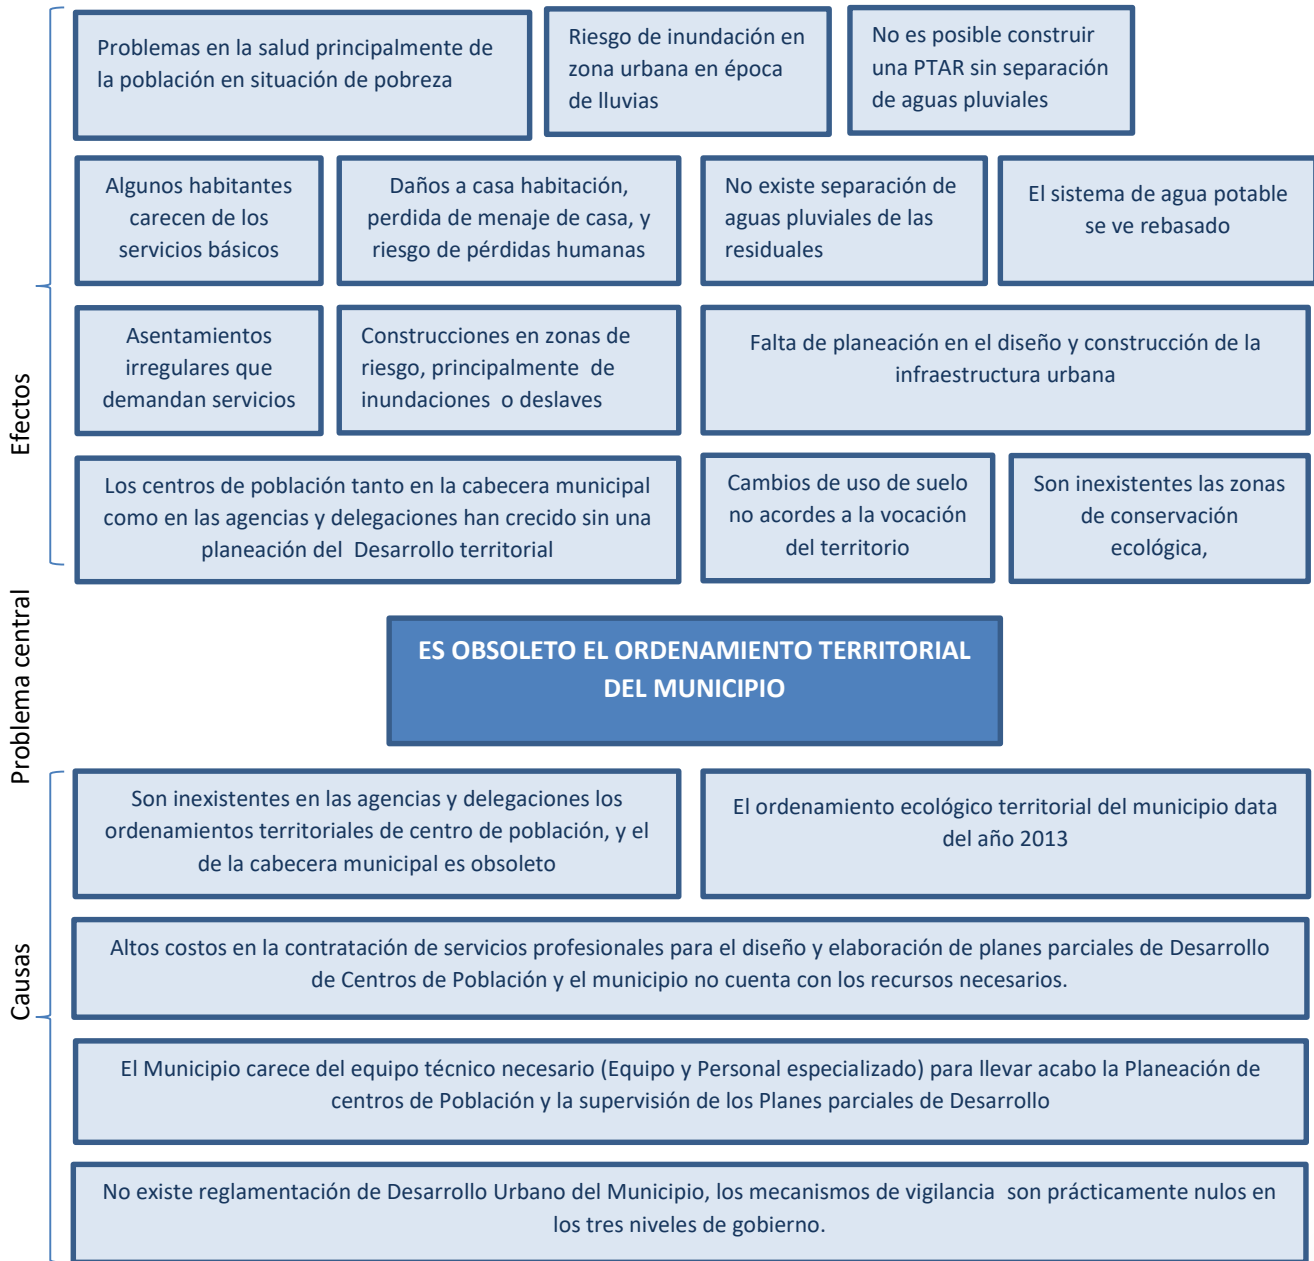 Problemas en la salud principalmente de
la población en situación de pobreza
Riesgo de inundación en
zona urbana en época
de lluvias
No es posible construir
una PTAR sin separación
de aguas pluviales
Algunos habitantes
carecen de los
servicios básicos
Daños a casa habitación,
perdida de menaje de casa, y
riesgo de pérdidas humanas
No existe separación de
aguas pluviales de las
residuales
El sistema de agua potable
se ve rebasado
Efectos
Asentamientos
irregulares que
demandan servicios
Construcciones en zonas de
riesgo, principalmente de
inundaciones o deslaves
Falta de planeación en el diseño y construcción de la
infraestructura urbana
Los centros de población tanto en la cabecera municipal
como en las agencias y delegaciones han crecido sin una
planeación del Desarrollo territorial
Cambios de uso de suelo
no acordes a la vocación
del territorio
Son inexistentes las zonas
de conservación
ecológica,
Problema central
ES OBSOLETO EL ORDENAMIENTO TERRITORIAL
DEL MUNICIPIO
Causas
Son inexistentes en las agencias y delegaciones los
ordenamientos territoriales de centro de población, y el
de la cabecera municipal es obsoleto
El ordenamiento ecológico territorial del municipio data
del año 2013
Altos costos en la contratación de servicios profesionales para el diseño y elaboración de planes parciales de Desarrollo
de Centros de Población y el municipio no cuenta con los recursos necesarios.
El Municipio carece del equipo técnico necesario (Equipo y Personal especializado) para llevar acabo la Planeación de
centros de Población y la supervisión de los Planes parciales de Desarrollo
No existe reglamentación de Desarrollo Urbano del Municipio, los mecanismos de vigilancia son prácticamente nulos en
los tres niveles de gobierno.